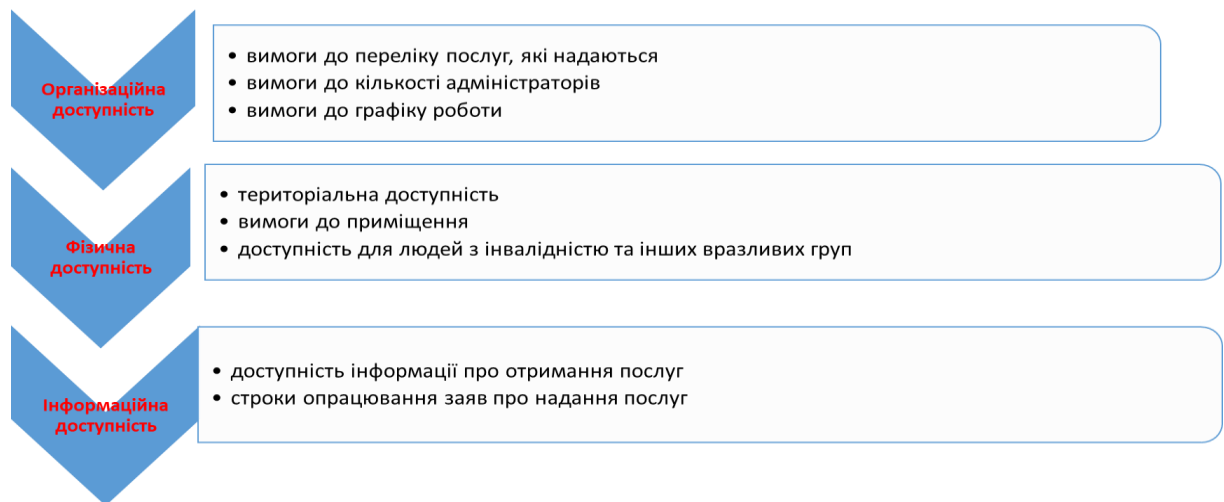 Організаційна
доступність
• вимоги до переліку послуг, які надаються
• вимоги до кількості адміністраторів
• вимоги до графіку роботи
Фізична
доступність
• територіальна доступність
• вимоги до приміщення
• доступність для людей з інвалідністю та інших вразливих груп
Інформаційна
доступність
• доступність інформації про отримання послуг
• строки опрацювання заяв про надання послуг